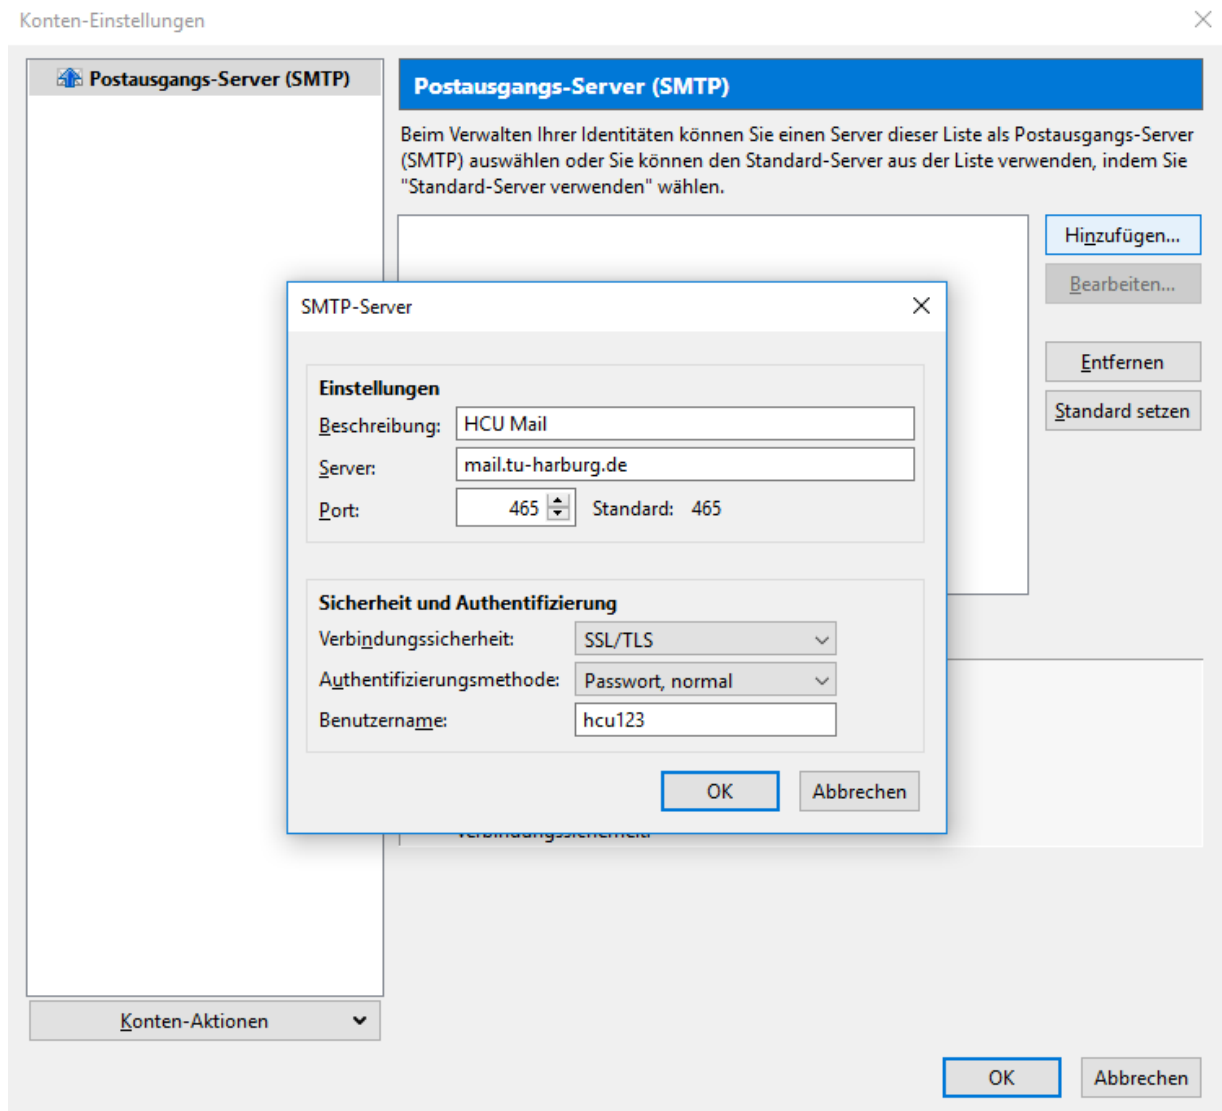 Konten-Einstellungen
Postausgangs-Server (SMTP)
Postausgangs-Server (SMTP)
Beim Verwalten Ihrer Identitäten können Sie einen Server dieser Liste als Postausgangs-Server
(SMTP) auswählen oder Sie können den Standard-Server aus der Liste verwenden, indem Sie
"Standard-Server verwenden" wählen.
Hinzufügen...
Bearbeiten...
Entfernen
Standard setzen
SMTP-Server
Einstellungen
Beschreibung: HCU Mail
Server: mail.tu-harburg.de
Port: 465 Standard: 465
Sicherheit und Authentifizierung
Verbindungssicherheit: SSL/TLS
Authentifizierungsmethode: Passwort, normal
Benutzername: hcu123
OK Abbrechen
Verbindungssicherheit:
Konten-Aktionen
OK Abbrechen